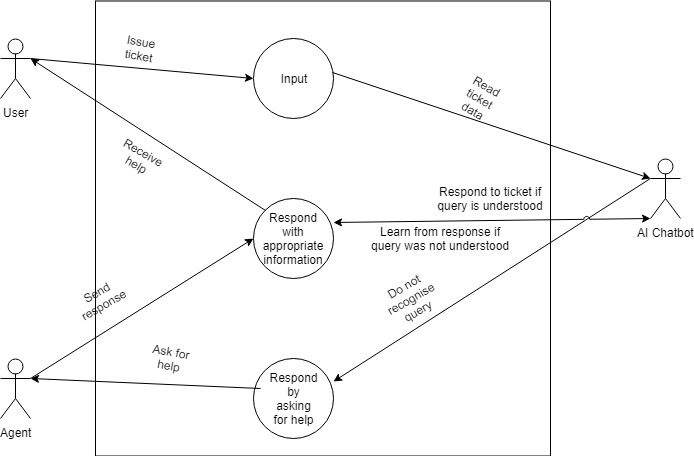 Issue
ticket
Input
Read
ticket
data
User
Receive
help
Respond to ticket if
query is understood
Respond
with
appropriate
information
AI Chatbot
Learn from response if
query was not understood
Do not
recognise
query
Send
response
Ask for
help
Respond
by
asking
for help
Agent